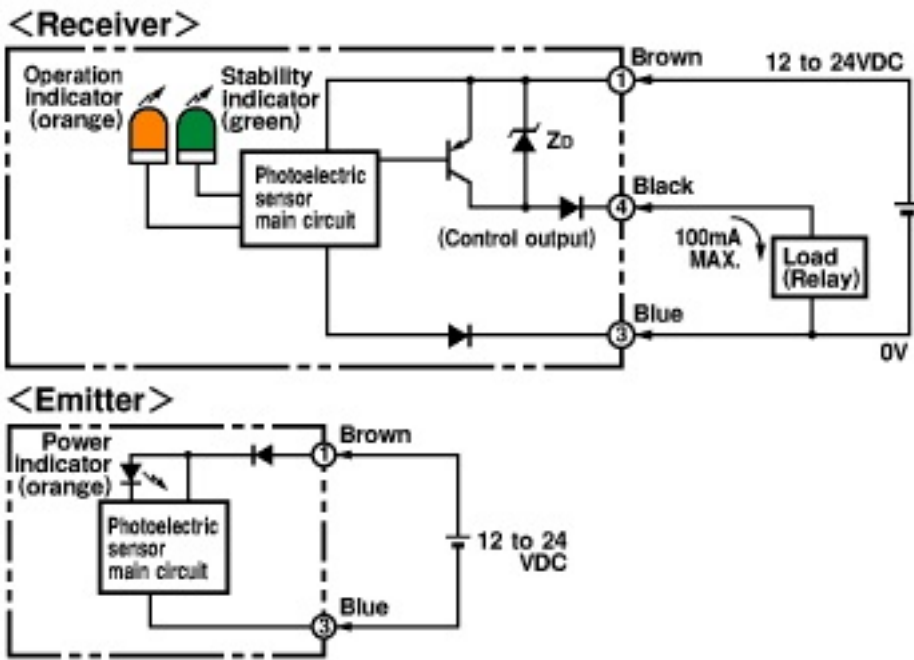 <Receiver>
Operation
indicator
(orange)
Stability
indicator
(green)
Photoelectric
sensor
main circuit
ZD
(Control output)
Brown
1
12 to 24VDC
Black
4
100mA
MAX.
Load
(Relay)
Blue
3
0V
<Emitter>
Power
indicator
(orange)
Photoelectric
sensor
main circuit
Brown
1
12 to 24
VDC
Blue
3